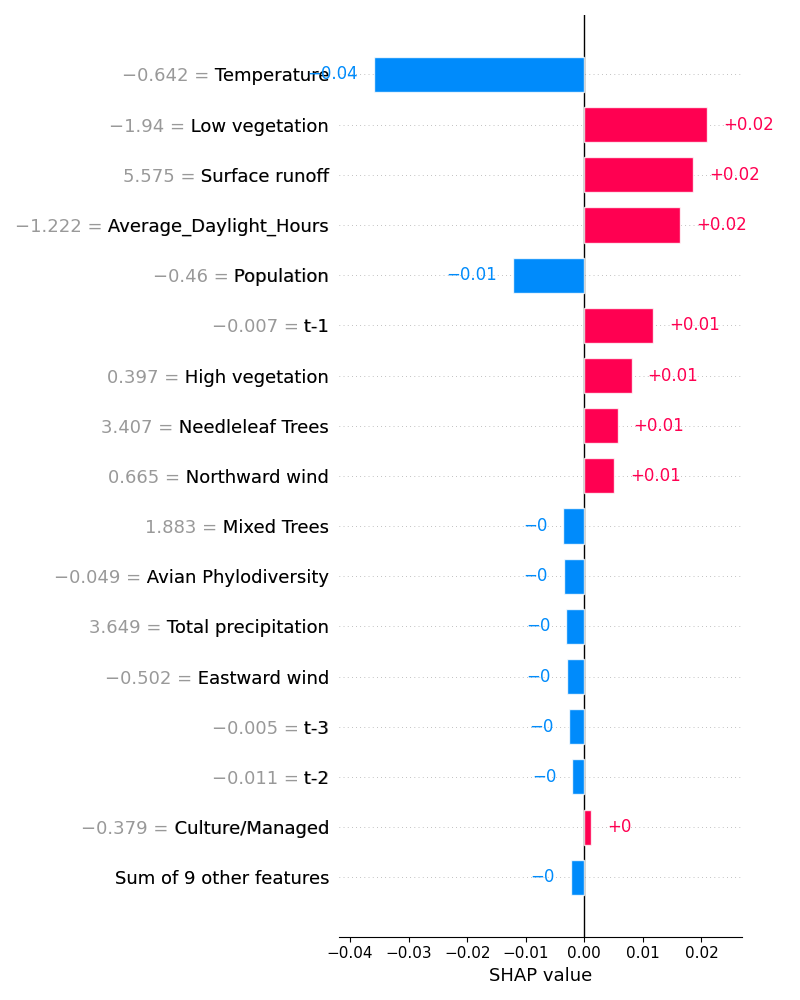 −0.642 = Temperature −0.04
−1.94 = Low vegetation +0.02
5.575 = Surface runoff +0.02
−1.222 = Average_Daylight_Hours +0.02
−0.46 = Population −0.01
−0.007 = t-1 +0.01
0.397 = High vegetation +0.01
3.407 = Needleleaf Trees +0.01
0.665 = Northward wind +0.01
1.883 = Mixed Trees −0
−0.049 = Avian Phylodiversity −0
3.649 = Total precipitation −0
−0.502 = Eastward wind −0
−0.005 = t-3 −0
−0.011 = t-2 −0
−0.379 = Culture/Managed +0
Sum of 9 other features −0
−0.04 −0.03 −0.02 −0.01 0.00 0.01 0.02
SHAP value